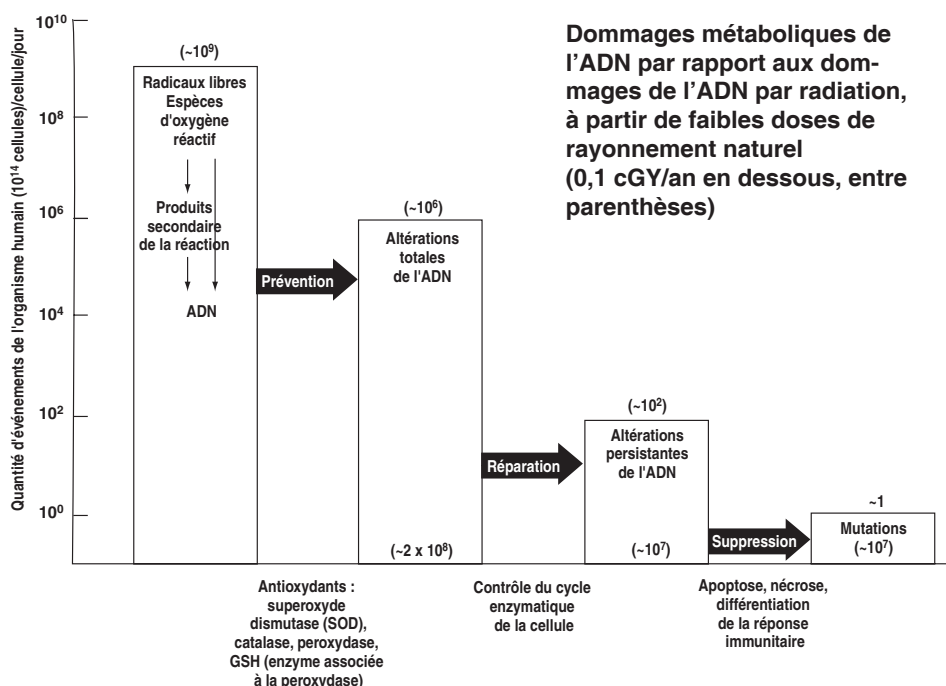 Dommages métaboliques de
l'ADN par rapport aux dom-
mages de l'ADN par radiation,
à partir de faibles doses de
rayonnement naturel
(0,1 cGY/an en dessous, entre
parenthèses)
Quantité d'événements de l'organisme humain (10¹⁴ cellules)/cellule/jour
10¹⁰
10⁸
10⁶
10⁴
10²
10⁰
(~10⁹)
Radicaux libres
Espèces
d'oxygène
réactif
Produits
secondaire
de la réaction
ADN
Prévention
Antioxydants :
superoxyde
dismutase (SOD),
catalase, peroxydase,
GSH (enzyme associée
à la peroxydase)
(~10⁶)
Altérations
totales
de l'ADN
(~2 x 10⁸)
Réparation
Contrôle du cycle
enzymatique
de la cellule
(~10²)
Altérations
persistantes
de l'ADN
(~10⁷)
Suppression
Apoptose, nécrose,
différentiation
de la réponse
immunitaire
~1
Mutations
(~10⁷)